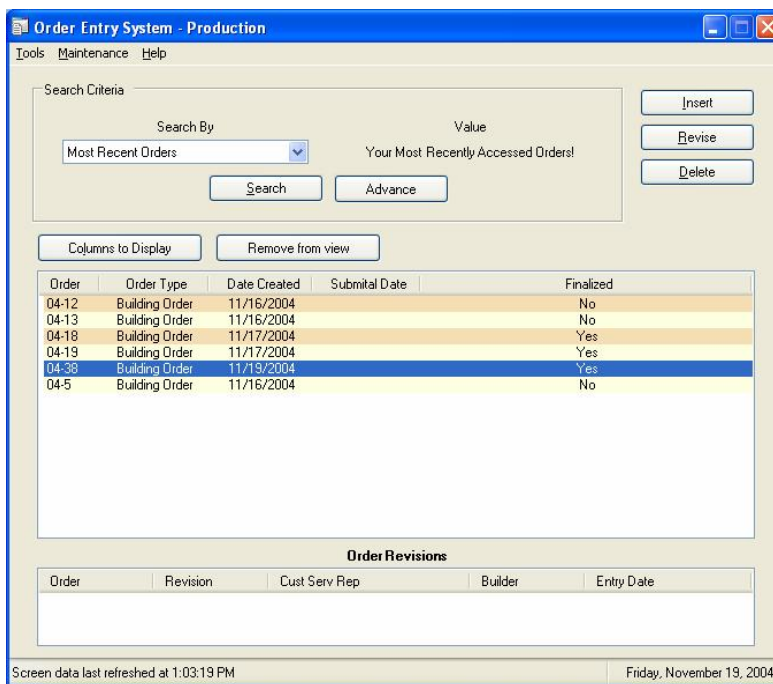 Order Entry System - Production
Tools Maintenance Help
Search Criteria
Search By Value
Most Recent Orders Your Most Recently Accessed Orders!
Search Advance
Insert
Revise
Delete
Columns to Display Remove from view
Order Order Type Date Created Submital Date Finalized
04-12 Building Order 11/16/2004 No
04-13 Building Order 11/16/2004 No
04-18 Building Order 11/17/2004 Yes
04-19 Building Order 11/17/2004 Yes
04-38 Building Order 11/19/2004 Yes
04-5 Building Order 11/16/2004 No
Order Revisions
Order Revision Cust Serv Rep Builder Entry Date
Screen data last refreshed at 1:03:19 PM Friday, November 19, 2004